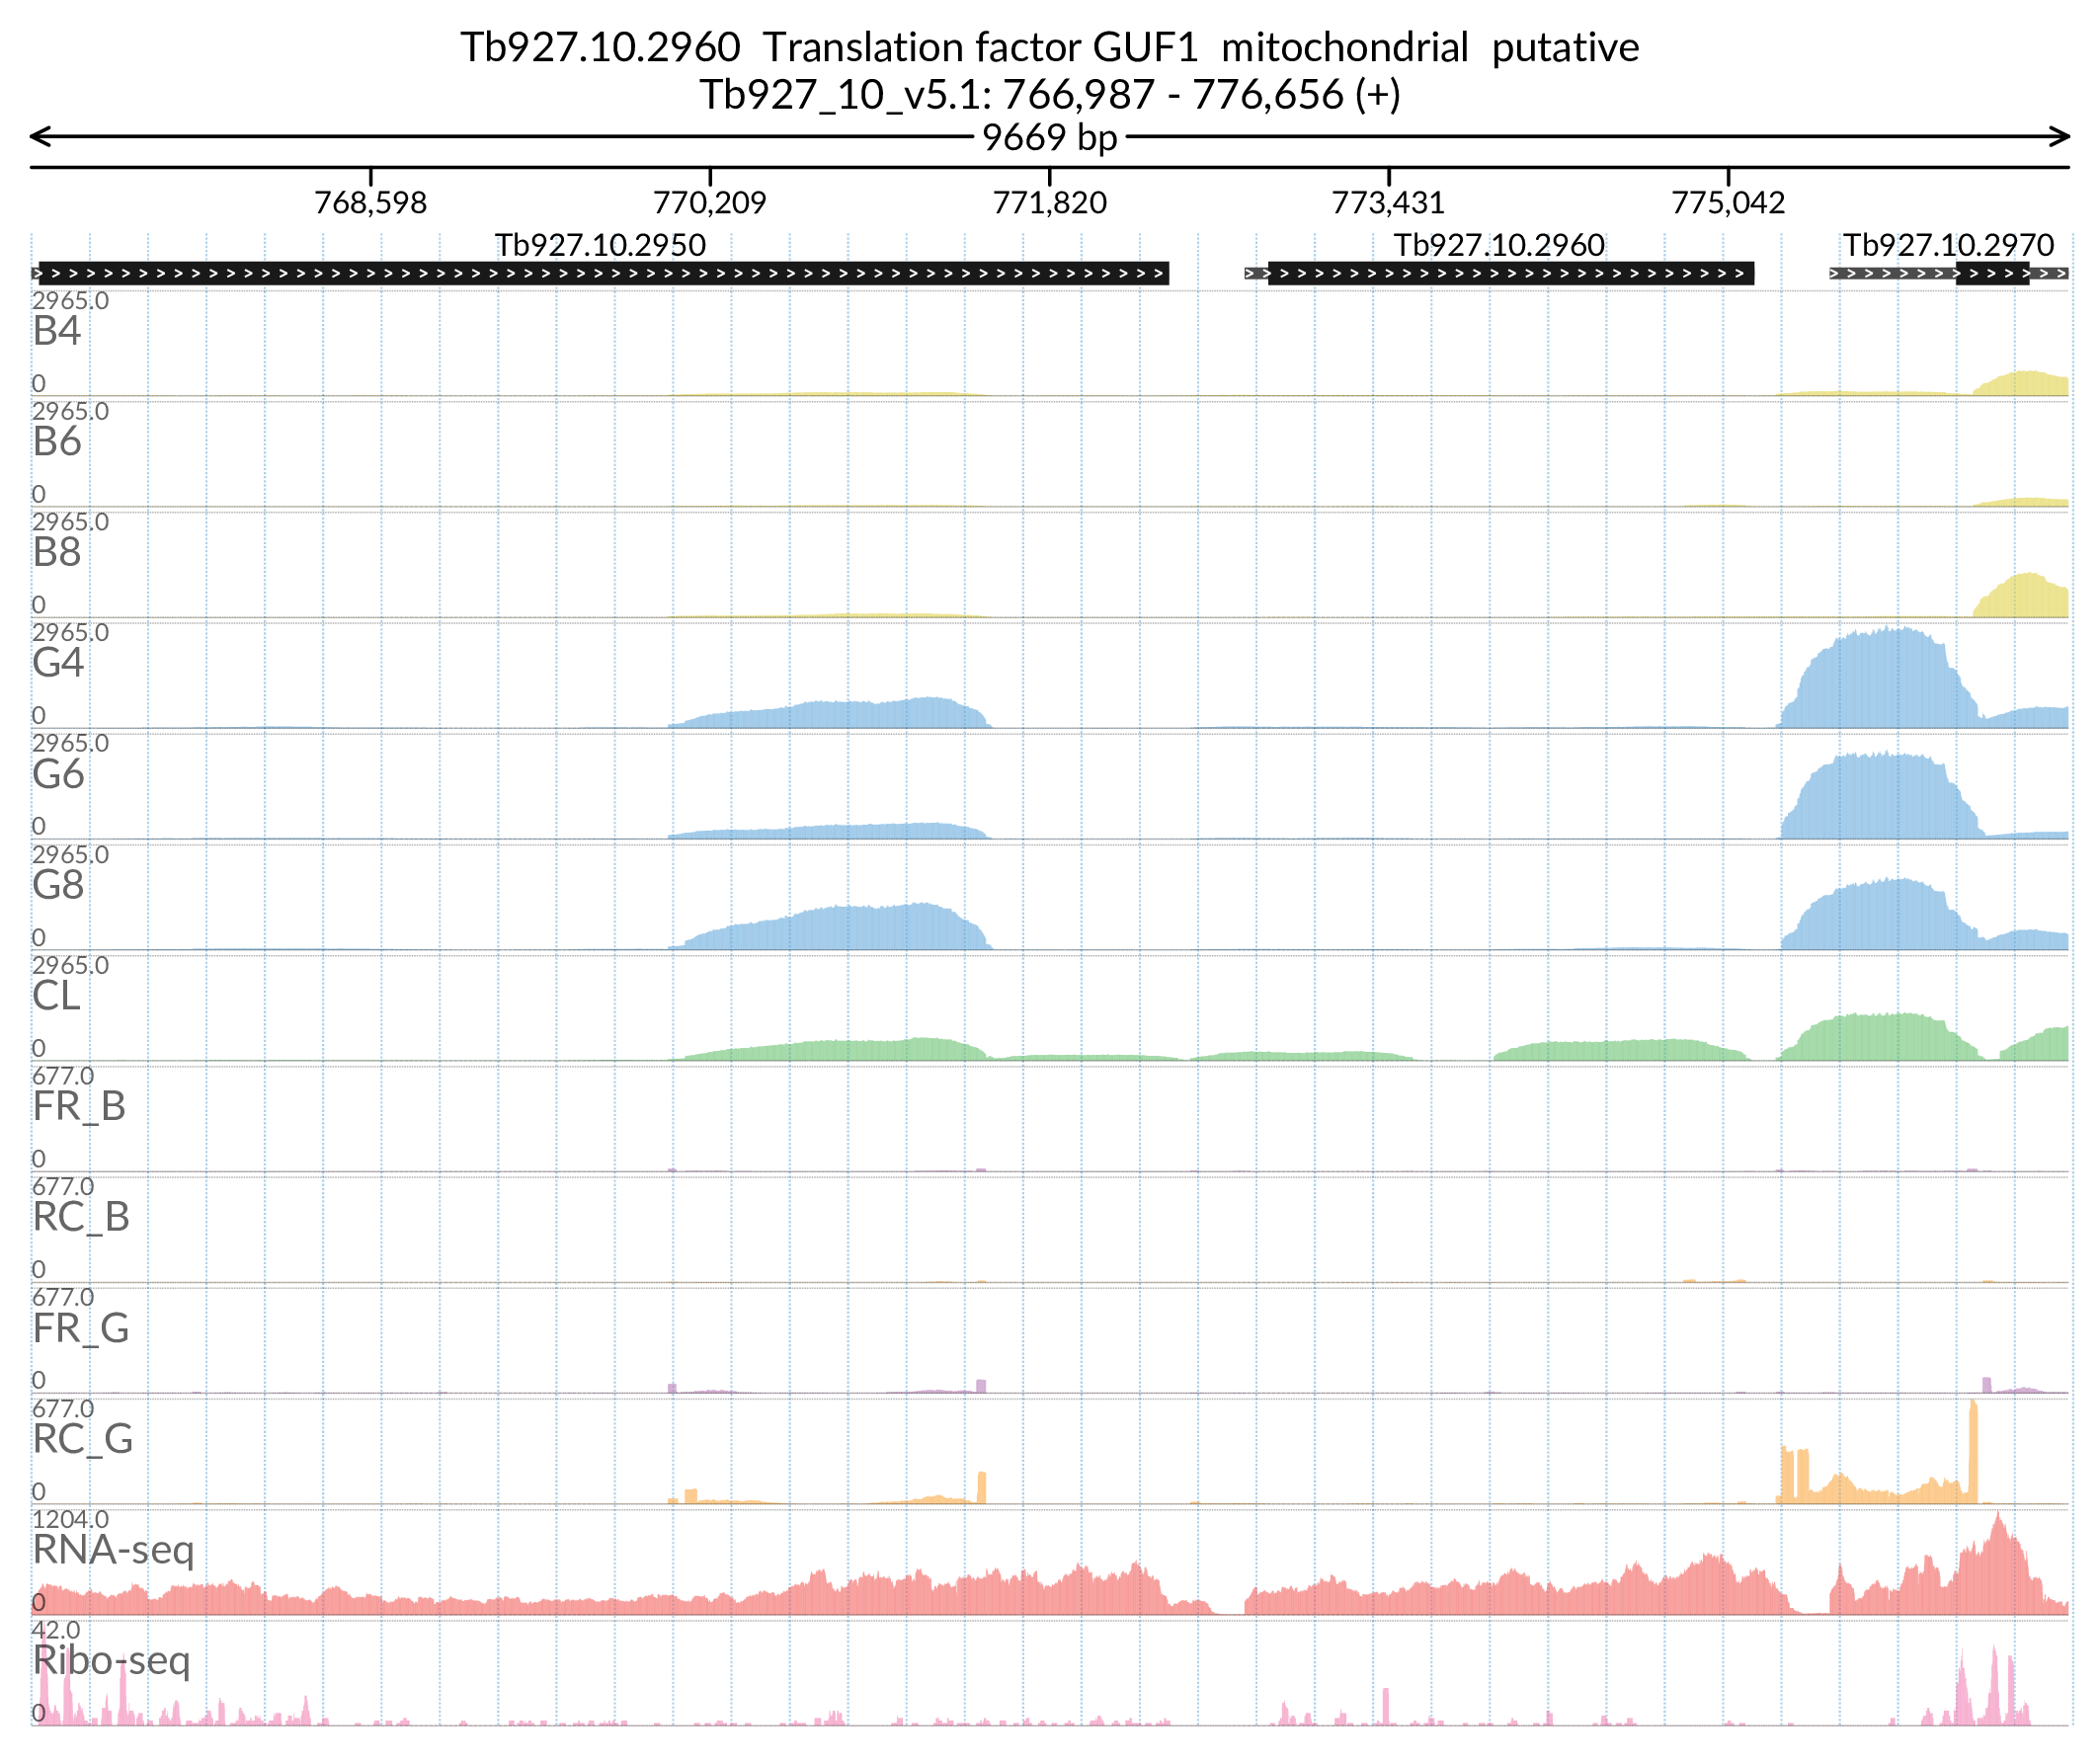 Tb927.10.2960 Translation factor GUF1 mitochondrial putative
Tb927_10_v5.1: 766,987 - 776,656 (+)
9669 bp
768,598 770,209 771,820 773,431 775,042
Tb927.10.2950 Tb927.10.2960 Tb927.10.2970
2965.0
B4
0
2965.0
B6
0
2965.0
B8
0
2965.0
G4
0
2965.0
G6
0
2965.0
G8
0
2965.0
CL
0
677.0
FR_B
0
677.0
RC_B
0
677.0
FR_G
0
677.0
RC_G
0
1204.0
RNA-seq
0
42.0
Ribo-seq
0